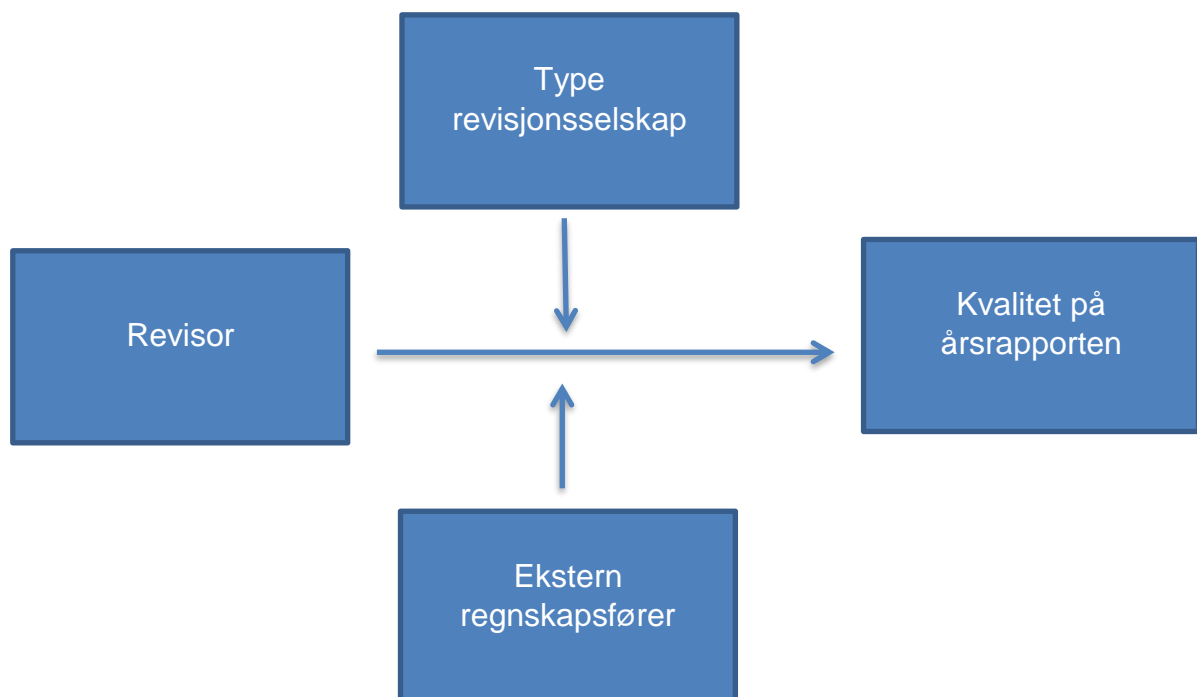 Type
revisjonsselskap
Revisor
Kvalitet på
årsrapporten
Ekstern
regnskapsfører